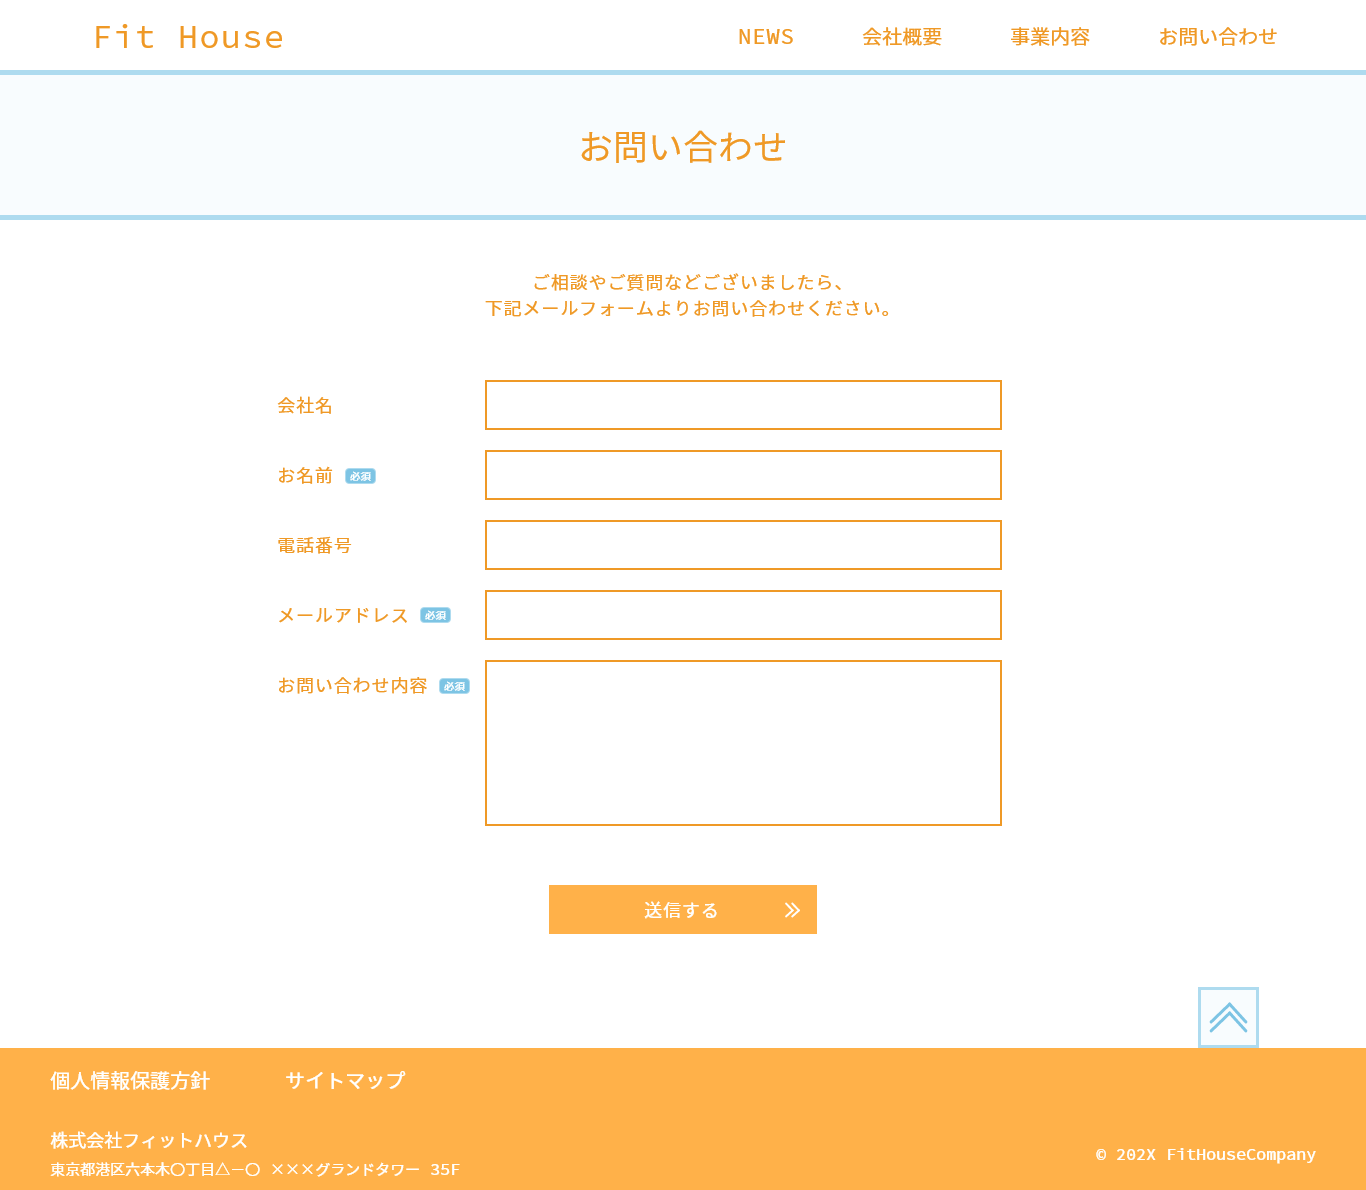 Fit House
NEWS 会社概要 事業内容 お問い合わせ
お問い合わせ
ご相談やご質問などございましたら、
下記メールフォームよりお問い合わせください。
会社名
お名前 必須
電話番号
メールアドレス 必須
お問い合わせ内容 必須
送信する
個人情報保護方針 サイトマップ
株式会社フィットハウス
東京都港区六本木〇丁目△−〇 ×××グランドタワー 35F
© 202X FitHouseCompany